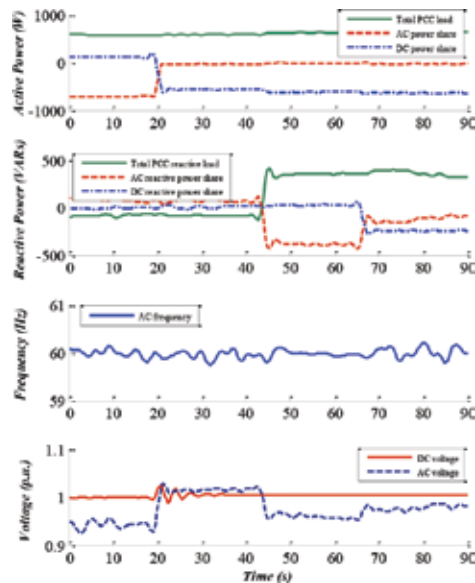 Active Power (W)
1000
0
-1000
Total PCC load
AC power share
DC power share
0 10 20 30 40 50 60 70 80 90
Reactive Power (VARs)
500
0
-500
Total PCC reactive load
AC reactive power share
DC reactive power share
0 10 20 30 40 50 60 70 80 90
Frequency (Hz)
61
60
59
AC frequency
0 10 20 30 40 50 60 70 80 90
Voltage (p.u.)
1.1
1
0.9
DC voltage
AC voltage
0 10 20 30 40 50 60 70 80 90
Time (s)